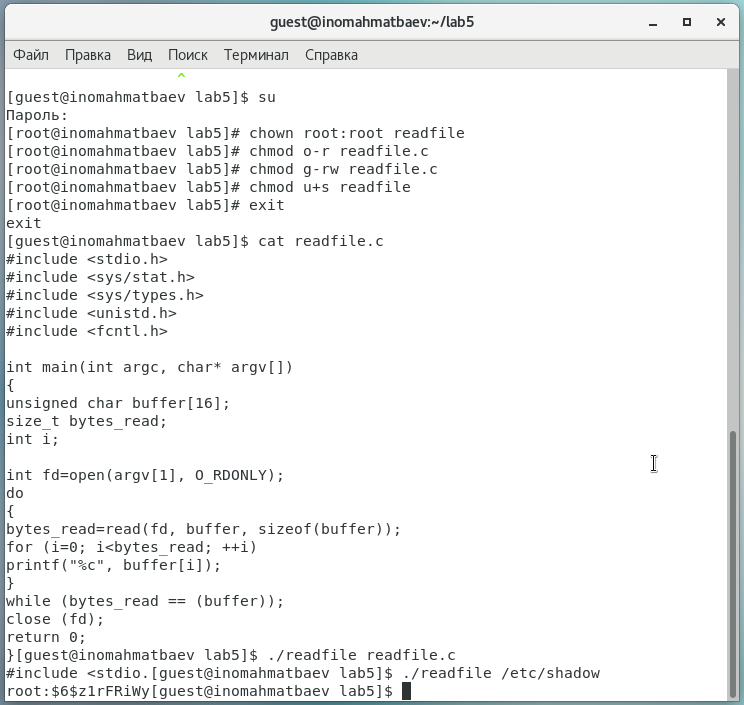 guest@inomahmatbaev:~/lab5
Файл Правка Вид Поиск Терминал Справка
^
[guest@inomahmatbaev lab5]$ su
Пароль:
[root@inomahmatbaev lab5]# chown root:root readfile
[root@inomahmatbaev lab5]# chmod o-r readfile.c
[root@inomahmatbaev lab5]# chmod g-rw readfile.c
[root@inomahmatbaev lab5]# chmod u+s readfile
[root@inomahmatbaev lab5]# exit
exit
[guest@inomahmatbaev lab5]$ cat readfile.c
#include <stdio.h>
#include <sys/stat.h>
#include <sys/types.h>
#include <unistd.h>
#include <fcntl.h>
int main(int argc, char* argv[])
{
unsigned char buffer[16];
size_t bytes_read;
int i;
int fd=open(argv[1], O_RDONLY);
do
{
bytes_read=read(fd, buffer, sizeof(buffer));
for (i=0; i<bytes_read; ++i)
printf("%c", buffer[i]);
}
while (bytes_read == (buffer));
close (fd);
return 0;
}[guest@inomahmatbaev lab5]$ ./readfile readfile.c
#include <stdio.[guest@inomahmatbaev lab5]$ ./readfile /etc/shadow
root:$6$z1rFRiWy[guest@inomahmatbaev lab5]$